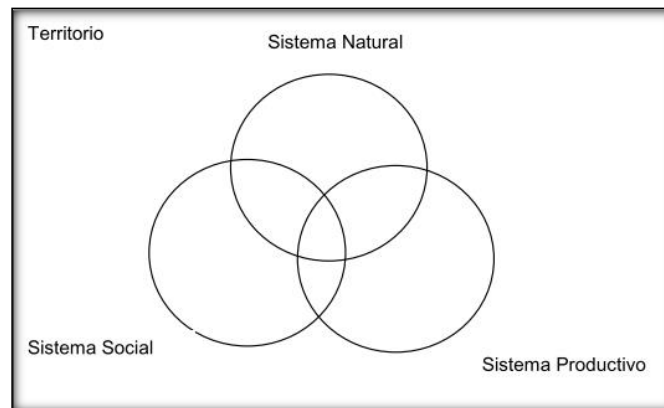 Territorio
Sistema Natural
Sistema Social
Sistema Productivo